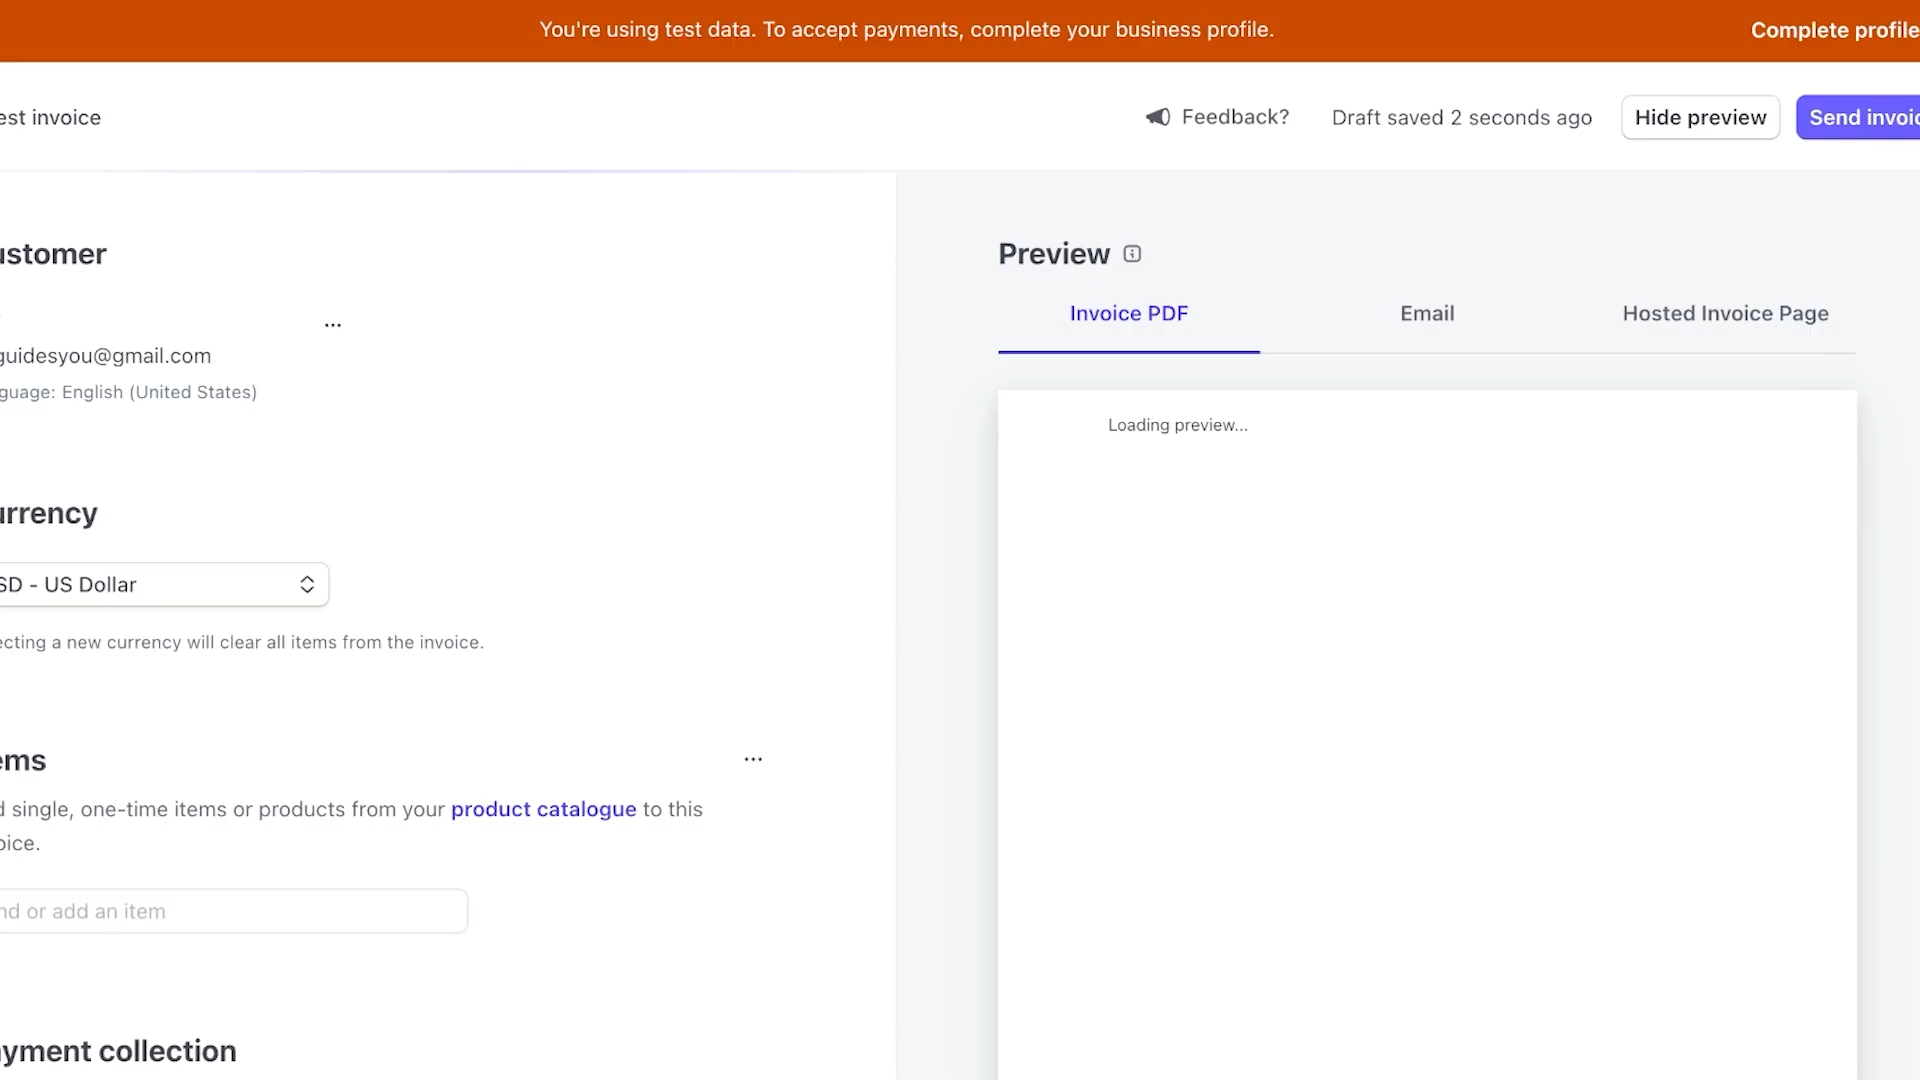 You're using test data. To accept payments, complete your business profile.
Complete profile
est invoice
Feedback?
Draft saved 2 seconds ago
Hide preview
Send invoic
ustomer
...
guidesyou@gmail.com
guage: English (United States)
urrency
SD - US Dollar
ecting a new currency will clear all items from the invoice.
ems
...
d single, one-time items or products from your product catalogue to this
oice.
nd or add an item
yment collection
Preview
Invoice PDF
Email
Hosted Invoice Page
Loading preview...